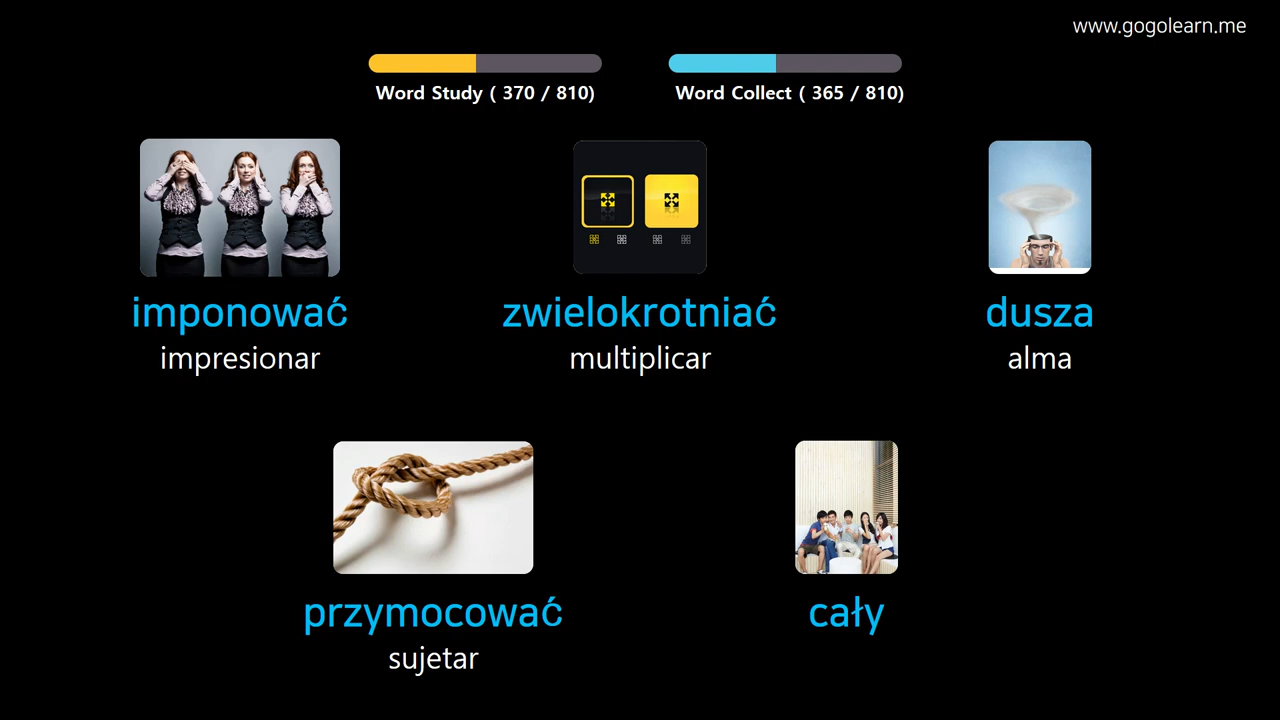 www.gogolearn.me
Word Study ( 370 / 810)
Word Collect ( 365 / 810)
imponować
impresionar
zwielokrotniać
multiplicar
dusza
alma
przymocować
sujetar
cały